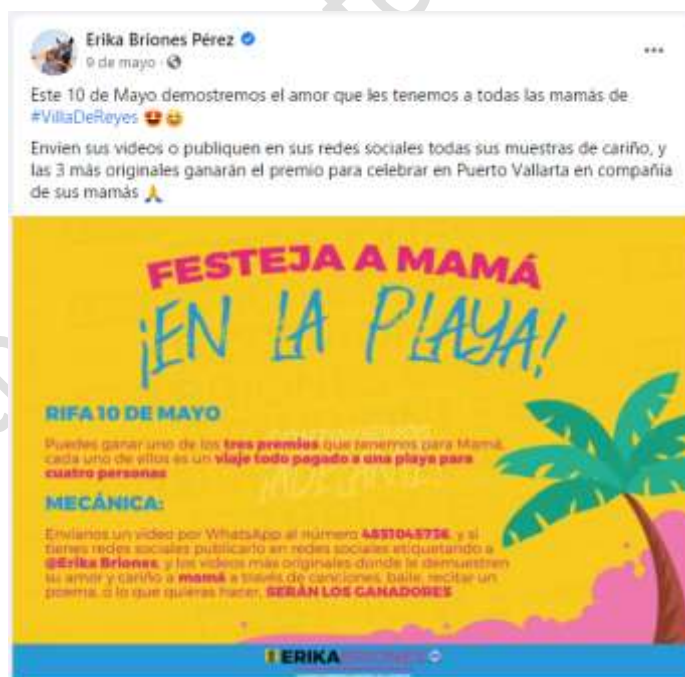 Erika Briones Pérez
9 de mayo
Este 10 de Mayo demostremos el amor que les tenemos a todas las mamás de
#VillaDeReyes
Envíen sus videos o publiquen en sus redes sociales todas sus muestras de cariño, y
las 3 más originales ganarán el premio para celebrar en Puerto Vallarta en compañía
de sus mamás
FESTEJA A MAMÁ
¡EN LA PLAYA!
RIFA 10 DE MAYO
Puedes ganar uno de los tres premios que tenemos para Mamá,
cada uno de ellos es un viaje todo pagado a una playa para
cuatro personas
MECÁNICA:
Envíanos un video por WhatsApp al número 4851045736, y si
tienes redes sociales publicarlo en redes sociales etiquetando a
@Erika Briones, y los videos más originales donde le demuestren
su amor y cariño a mamá a través de canciones, baile, recitar un
poema, o lo que quieras hacer, SERÁN LOS GANADORES
ERIKA BRIONES